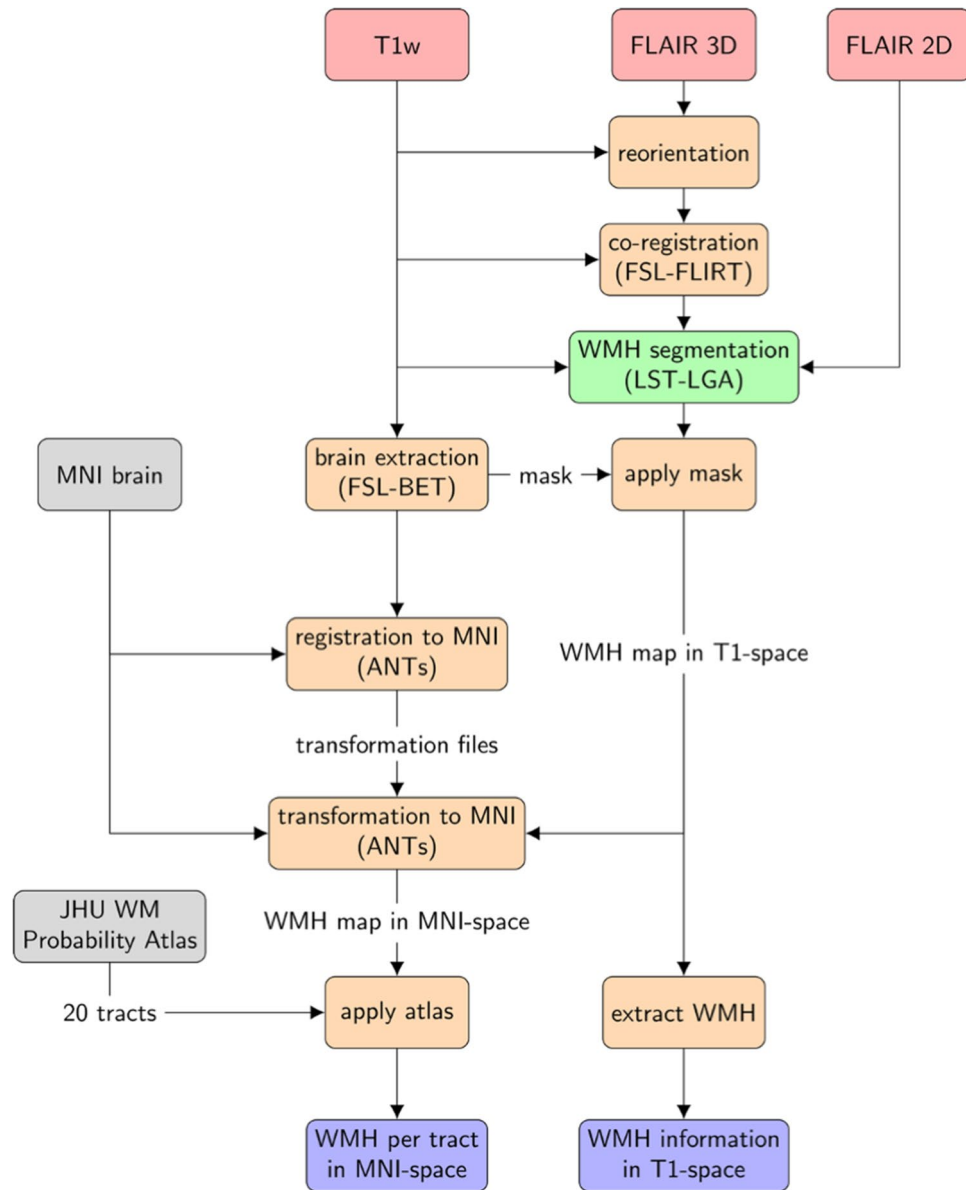 T1w
FLAIR 3D
FLAIR 2D
reorientation
co-registration
(FSL-FLIRT)
WMH segmentation
(LST-LGA)
MNI brain
brain extraction
(FSL-BET)
mask
apply mask
registration to MNI
(ANTs)
WMH map in T1-space
transformation files
transformation to MNI
(ANTs)
JHU WM
Probability Atlas
WMH map in MNI-space
20 tracts
apply atlas
extract WMH
WMH per tract
in MNI-space
WMH information
in T1-space